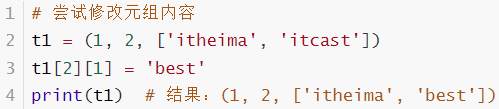 1 # 尝试修改元组内容
2 t1 = (1, 2, ['itheima', 'itcast'])
3 t1[2][1] = 'best'
4 print(t1)  # 结果：(1, 2, ['itheima', 'best'])